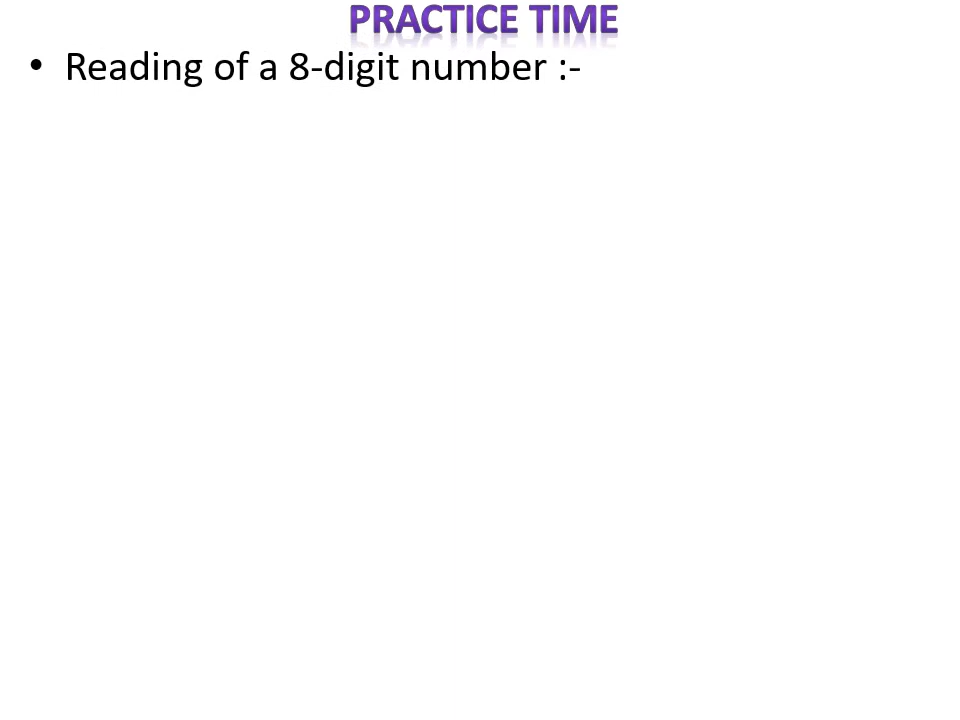 PRACTICE TIME
• Reading of a 8-digit number :-